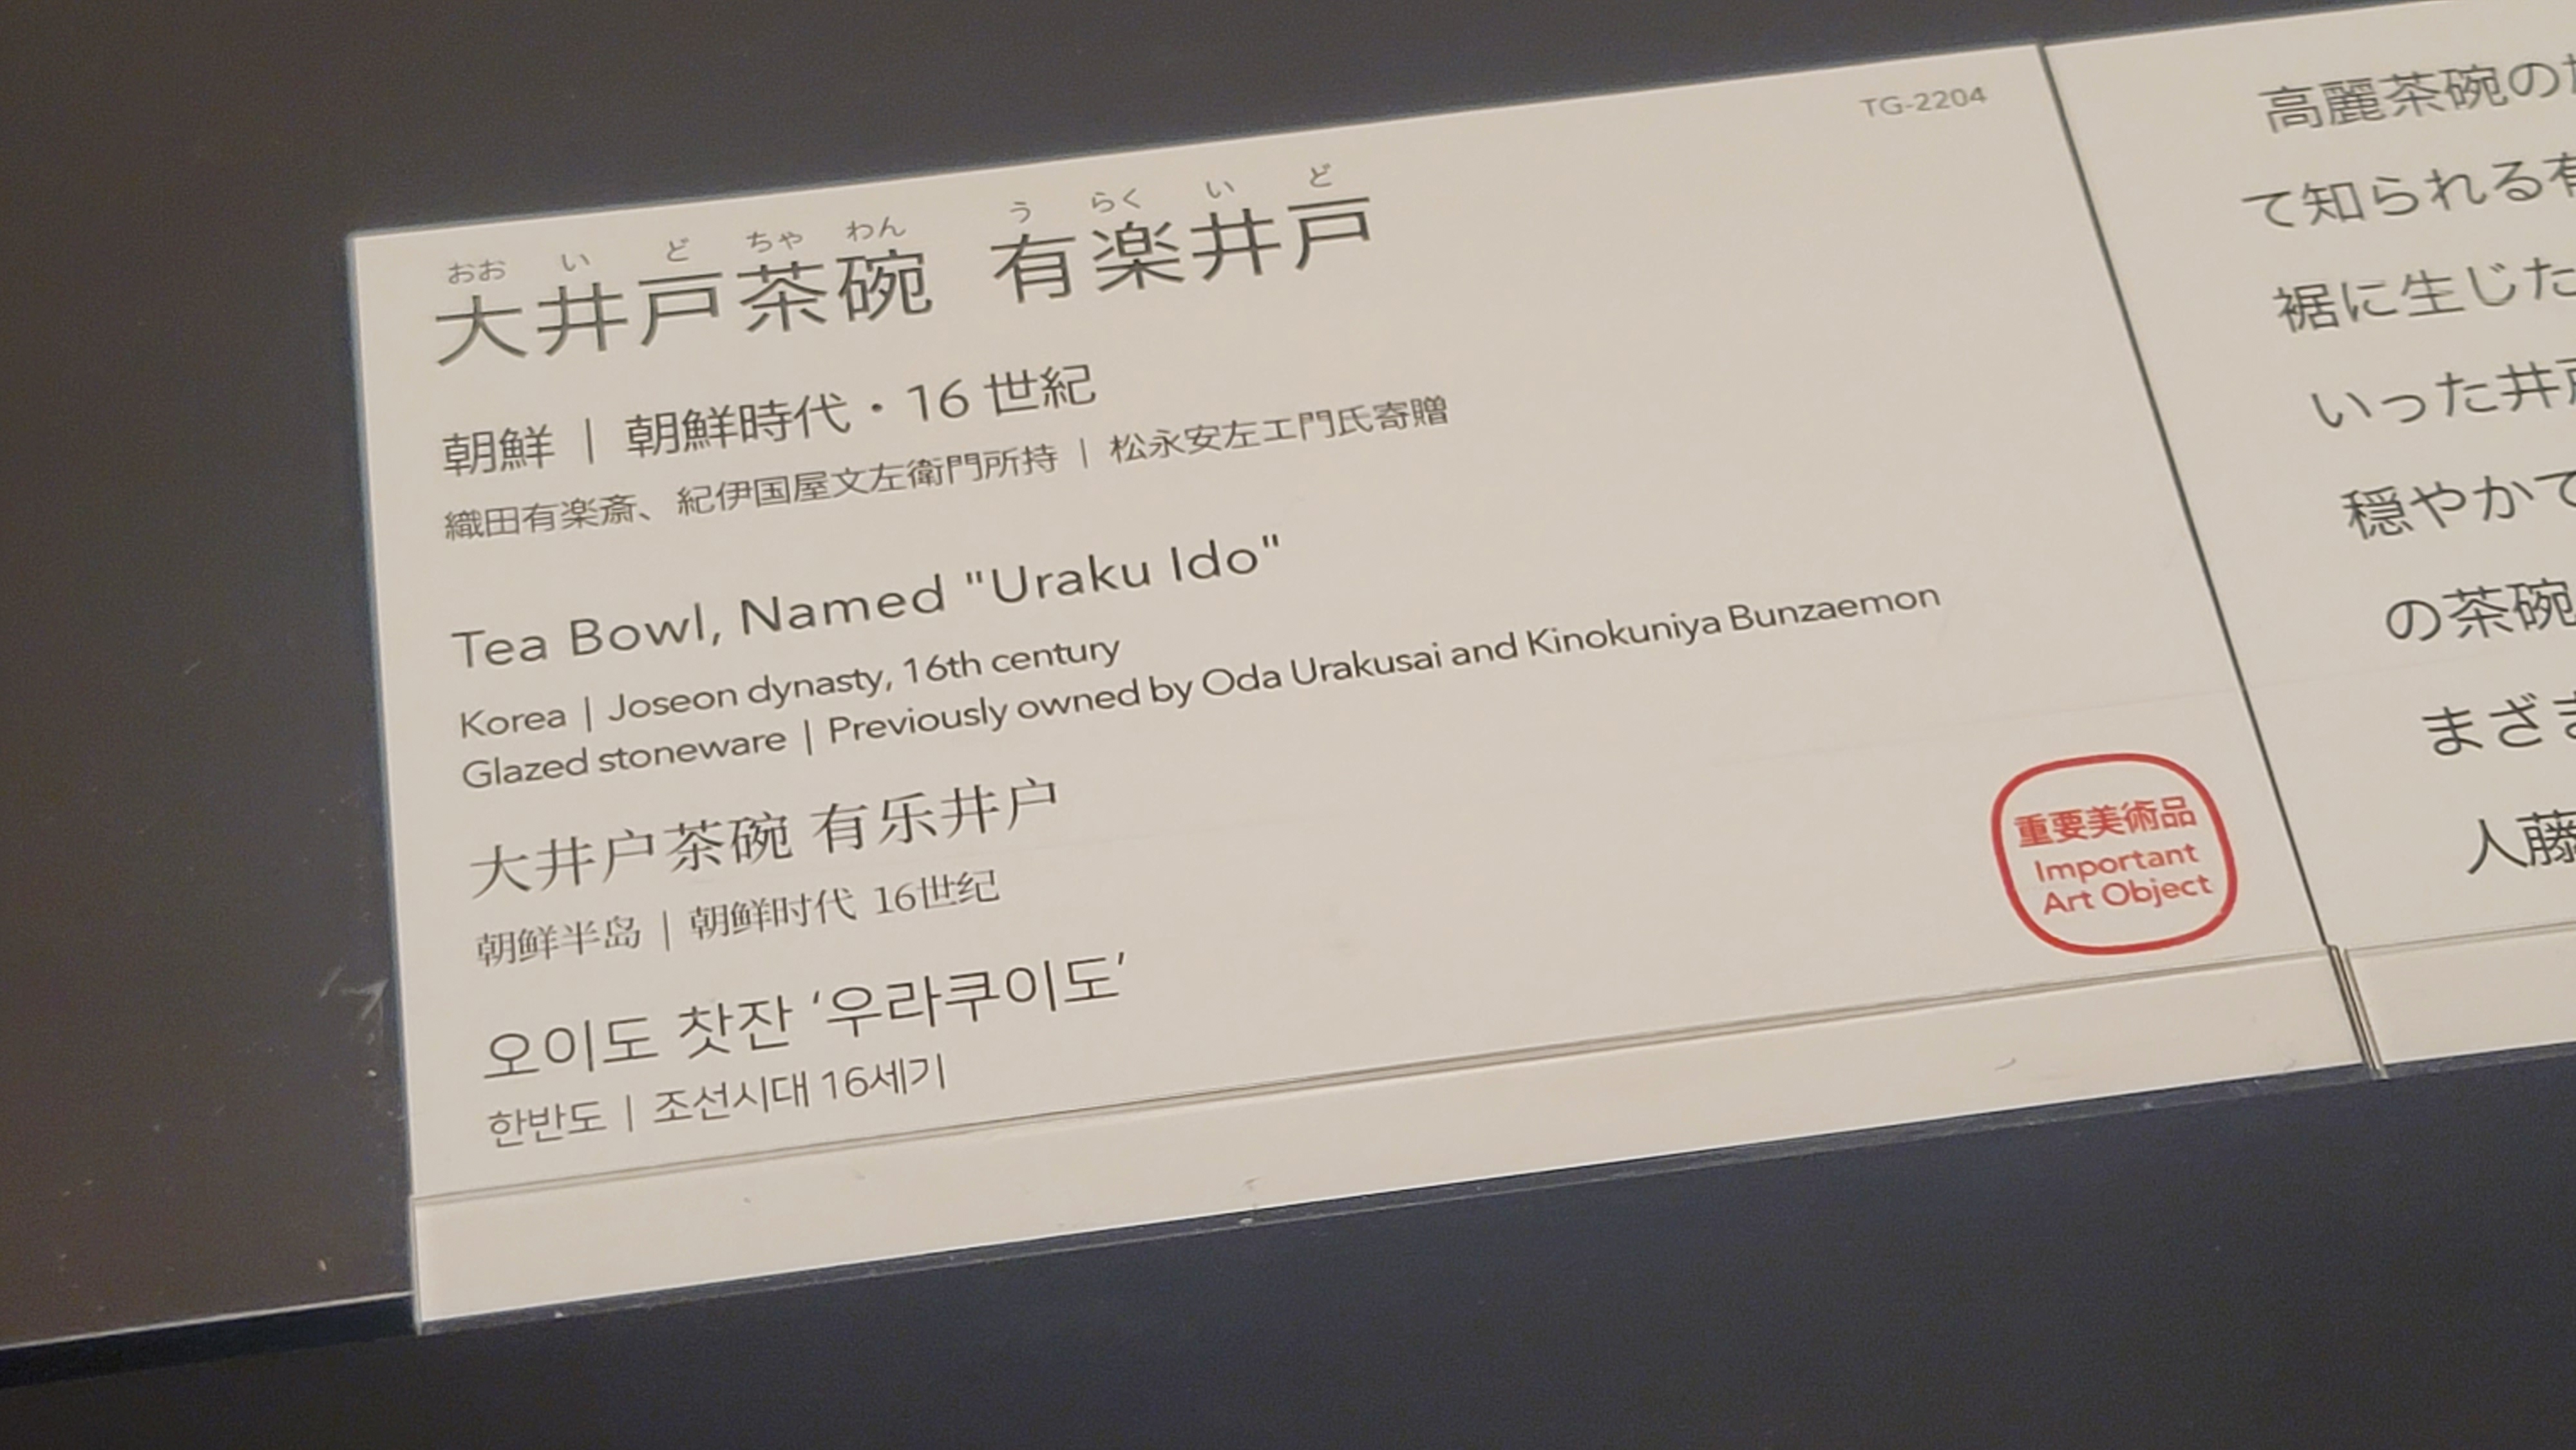 TG-2204
おお い ど ちゃ わん う らく い ど
大井戸茶碗 有楽井戸
朝鮮｜朝鮮時代・16 世紀
織田有楽斎、紀伊国屋文左衛門所持｜松永安左エ門氏寄贈
Tea Bowl, Named "Uraku Ido"
Korea | Joseon dynasty, 16th century
Glazed stoneware | Previously owned by Oda Urakusai and Kinokuniya Bunzaemon
大井户茶碗 有乐井户
朝鲜半岛｜朝鲜时代 16世纪
오이도 찻잔 ‘우라쿠이도’
한반도 | 조선시대 16세기
重要美術品
Important
Art Object
高麗茶碗の
て知られる
裾に生じた
いった井戸
穏やかで
の茶碗
まざま
人藤